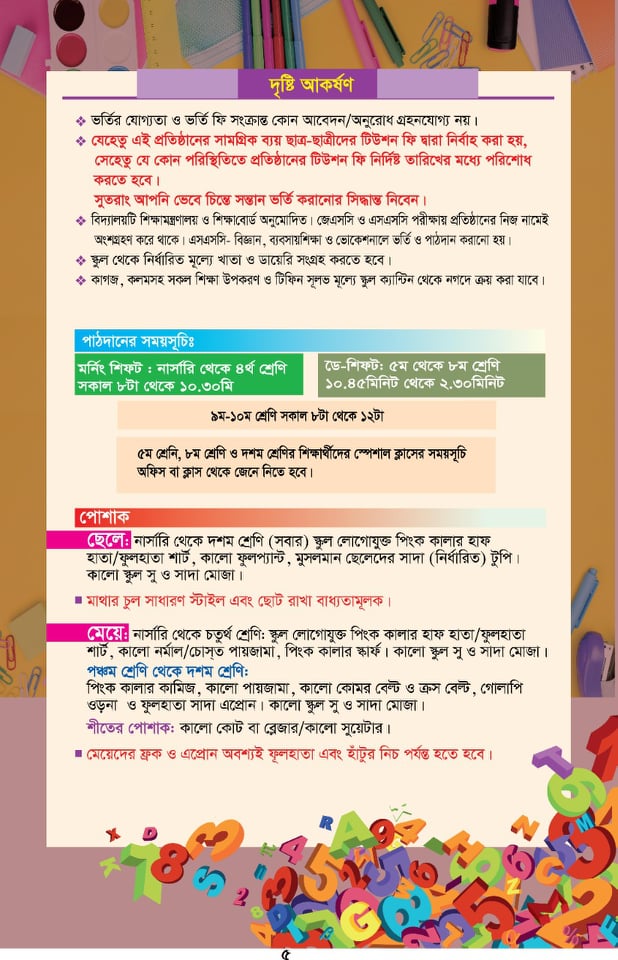 দৃষ্টি আকর্ষণ
❖ ভর্তির যোগ্যতা ও ভর্তি ফি সংক্রান্ত কোন আবেদন/অনুরোধ গ্রহনযোগ্য নয়।
❖ যেহেতু এই প্রতিষ্ঠানের সামগ্রিক ব্যয় ছাত্র-ছাত্রীদের টিউশন ফি দ্বারা নির্বাহ করা হয়,
সেহেতু যে কোন পরিস্থিতিতে প্রতিষ্ঠানের টিউশন ফি নির্দিষ্ট তারিখের মধ্যে পরিশোধ
করতে হবে।
সুতরাং আপনি ভেবে চিন্তে সন্তান ভর্তি করানোর সিদ্ধান্ত নিবেন।
❖ বিদ্যালয়টি শিক্ষামন্ত্রণালয় ও শিক্ষাবোর্ড অনুমোদিত। জেএসসি ও এসএসসি পরীক্ষায় প্রতিষ্ঠানের নিজ নামেই
অংশগ্রহণ করে থাকে। এসএসসি- বিজ্ঞান, ব্যবসায়শিক্ষা ও ভোকেশনালে ভর্তি ও পাঠদান করানো হয়।
❖ স্কুল থেকে নির্ধারিত মূল্যে খাতা ও ডায়েরি সংগ্রহ করতে হবে।
❖ কাগজ, কলমসহ সকল শিক্ষা উপকরণ ও টিফিন সূলভ মূল্যে স্কুল ক্যান্টিন থেকে নগদে ক্রয় করা যাবে।
পাঠদানের সময়সূচিঃ
মর্নিং শিফট : নার্সারি থেকে ৪র্থ শ্রেণি
সকাল ৮টা থেকে ১০.৩০মি
ডে-শিফট: ৫ম থেকে ৮ম শ্রেণি
১০.৪৫মিনিট থেকে ২.৩০মিনিট
৯ম-১০ম শ্রেণি সকাল ৮টা থেকে ১২টা
৫ম শ্রেনি, ৮ম শ্রেণি ও দশম শ্রেণির শিক্ষার্থীদের স্পেশাল ক্লাসের সময়সূচি
অফিস বা ক্লাস থেকে জেনে নিতে হবে।
পোশাক
ছেলে: নার্সারি থেকে দশম শ্রেণি (সবার) স্কুল লোগোযুক্ত পিংক কালার হাফ
হাতা/ফুলহাতা শার্ট, কালো ফুলপ্যান্ট, মুসলমান ছেলেদের সাদা (নির্ধারিত) টুপি।
কালো স্কুল সু ও সাদা মোজা।
■ মাথার চুল সাধারণ স্টাইল এবং ছোট রাখা বাধ্যতামূলক।
মেয়ে: নার্সারি থেকে চতুর্থ শ্রেণি: স্কুল লোগোযুক্ত পিংক কালার হাফ হাতা/ফুলহাতা
শার্ট, কালো নর্মাল/চোস্ত পায়জামা, পিংক কালার স্কার্ফ। কালো স্কুল সু ও সাদা মোজা।
পঞ্চম শ্রেণি থেকে দশম শ্রেণি:
পিংক কালার কামিজ, কালো পায়জামা, কালো কোমর বেল্ট ও ক্রস বেল্ট, গোলাপি
ওড়না ও ফুলহাতা সাদা এপ্রোন। কালো স্কুল সু ও সাদা মোজা।
শীতের পোশাক: কালো কোট বা ব্লেজার/কালো সুয়েটার।
■ মেয়েদের ফ্রক ও এপ্রোন অবশ্যই ফুলহাতা এবং হাঁটুর নিচ পর্যন্ত হতে হবে।
৫